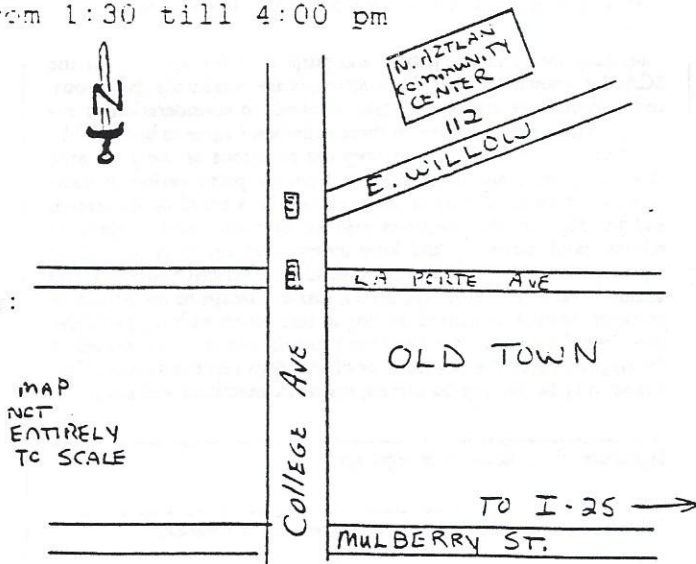 rom 1:30 till 4:00 pm
N
N. AZTLAN
COMMUNITY
CENTER
112
E. WILLOW
LA PORTE AVE
:
OLD TOWN
MAP
NOT
ENTIRELY
TO SCALE
COllEGE AVE
TO I-25
MULBERRY ST.